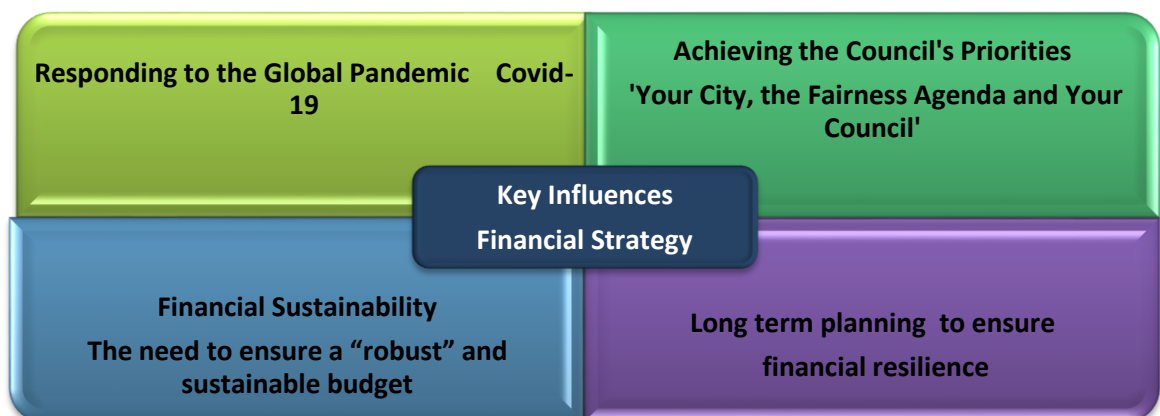 Responding to the Global Pandemic Covid-
19
Achieving the Council's Priorities
'Your City, the Fairness Agenda and Your
Council'
Key Influences
Financial Strategy
Financial Sustainability
The need to ensure a “robust” and
sustainable budget
Long term planning to ensure
financial resilience